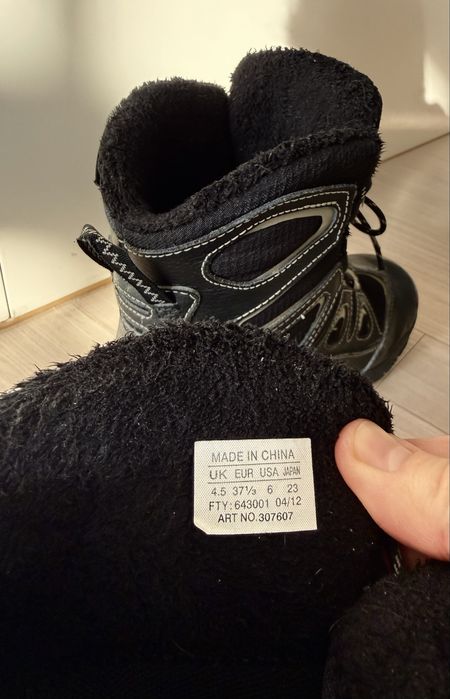 MADE IN CHINA
UK EUR USA JAPAN
4.5 37⅓ 6 23
FTY: 643001 04/12
ART NO.307607